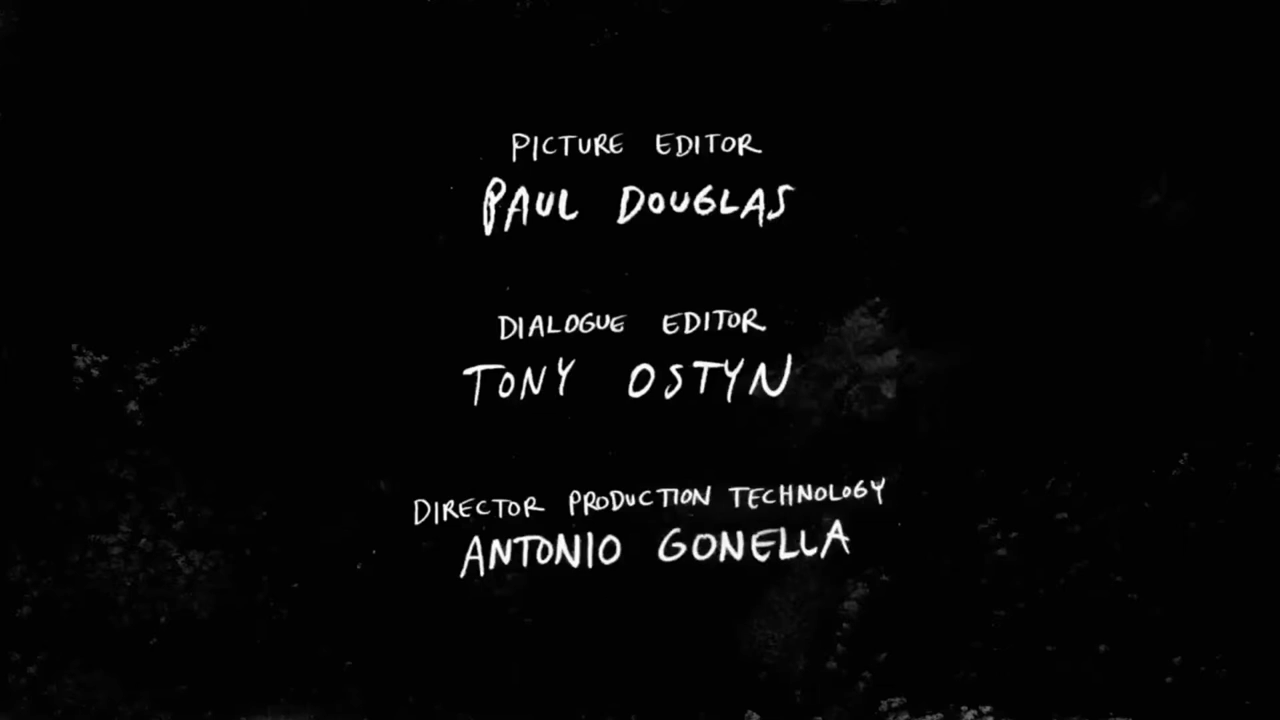 PICTURE EDITOR
PAUL DOUGLAS
DIALOGUE EDITOR
TONY OSTYN
DIRECTOR PRODUCTION TECHNOLOGY
ANTONIO GONELLA